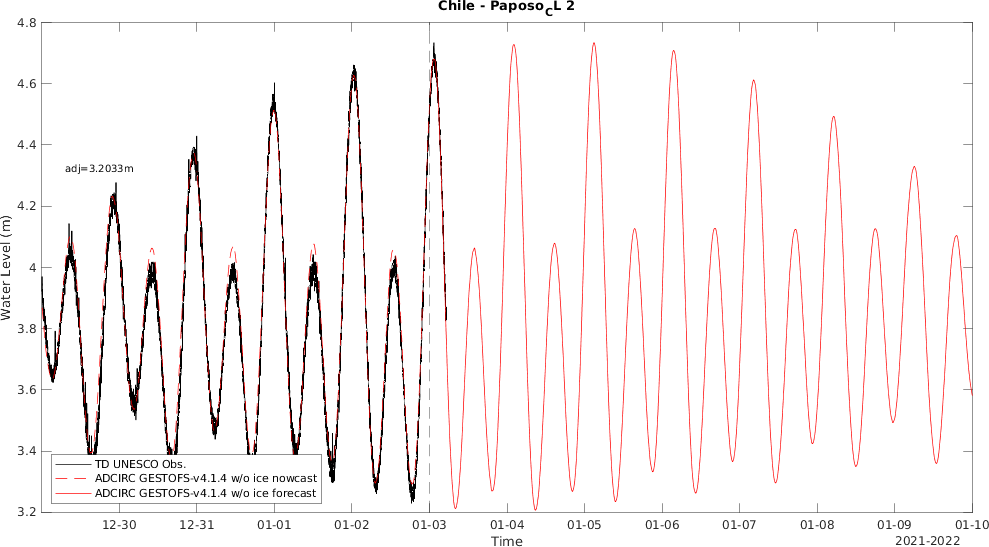 Chile - Paposo_CL 2
4.8
4.6
4.4
4.2
4
3.8
3.6
3.4
3.2
Water Level (m)
adj=3.2033m
TD UNESCO Obs.
ADCIRC GESTOFS-v4.1.4 w/o ice nowcast
ADCIRC GESTOFS-v4.1.4 w/o ice forecast
12-30 12-31 01-01 01-02 01-03 01-04 01-05 01-06 01-07 01-08 01-09 01-10
Time
2021-2022